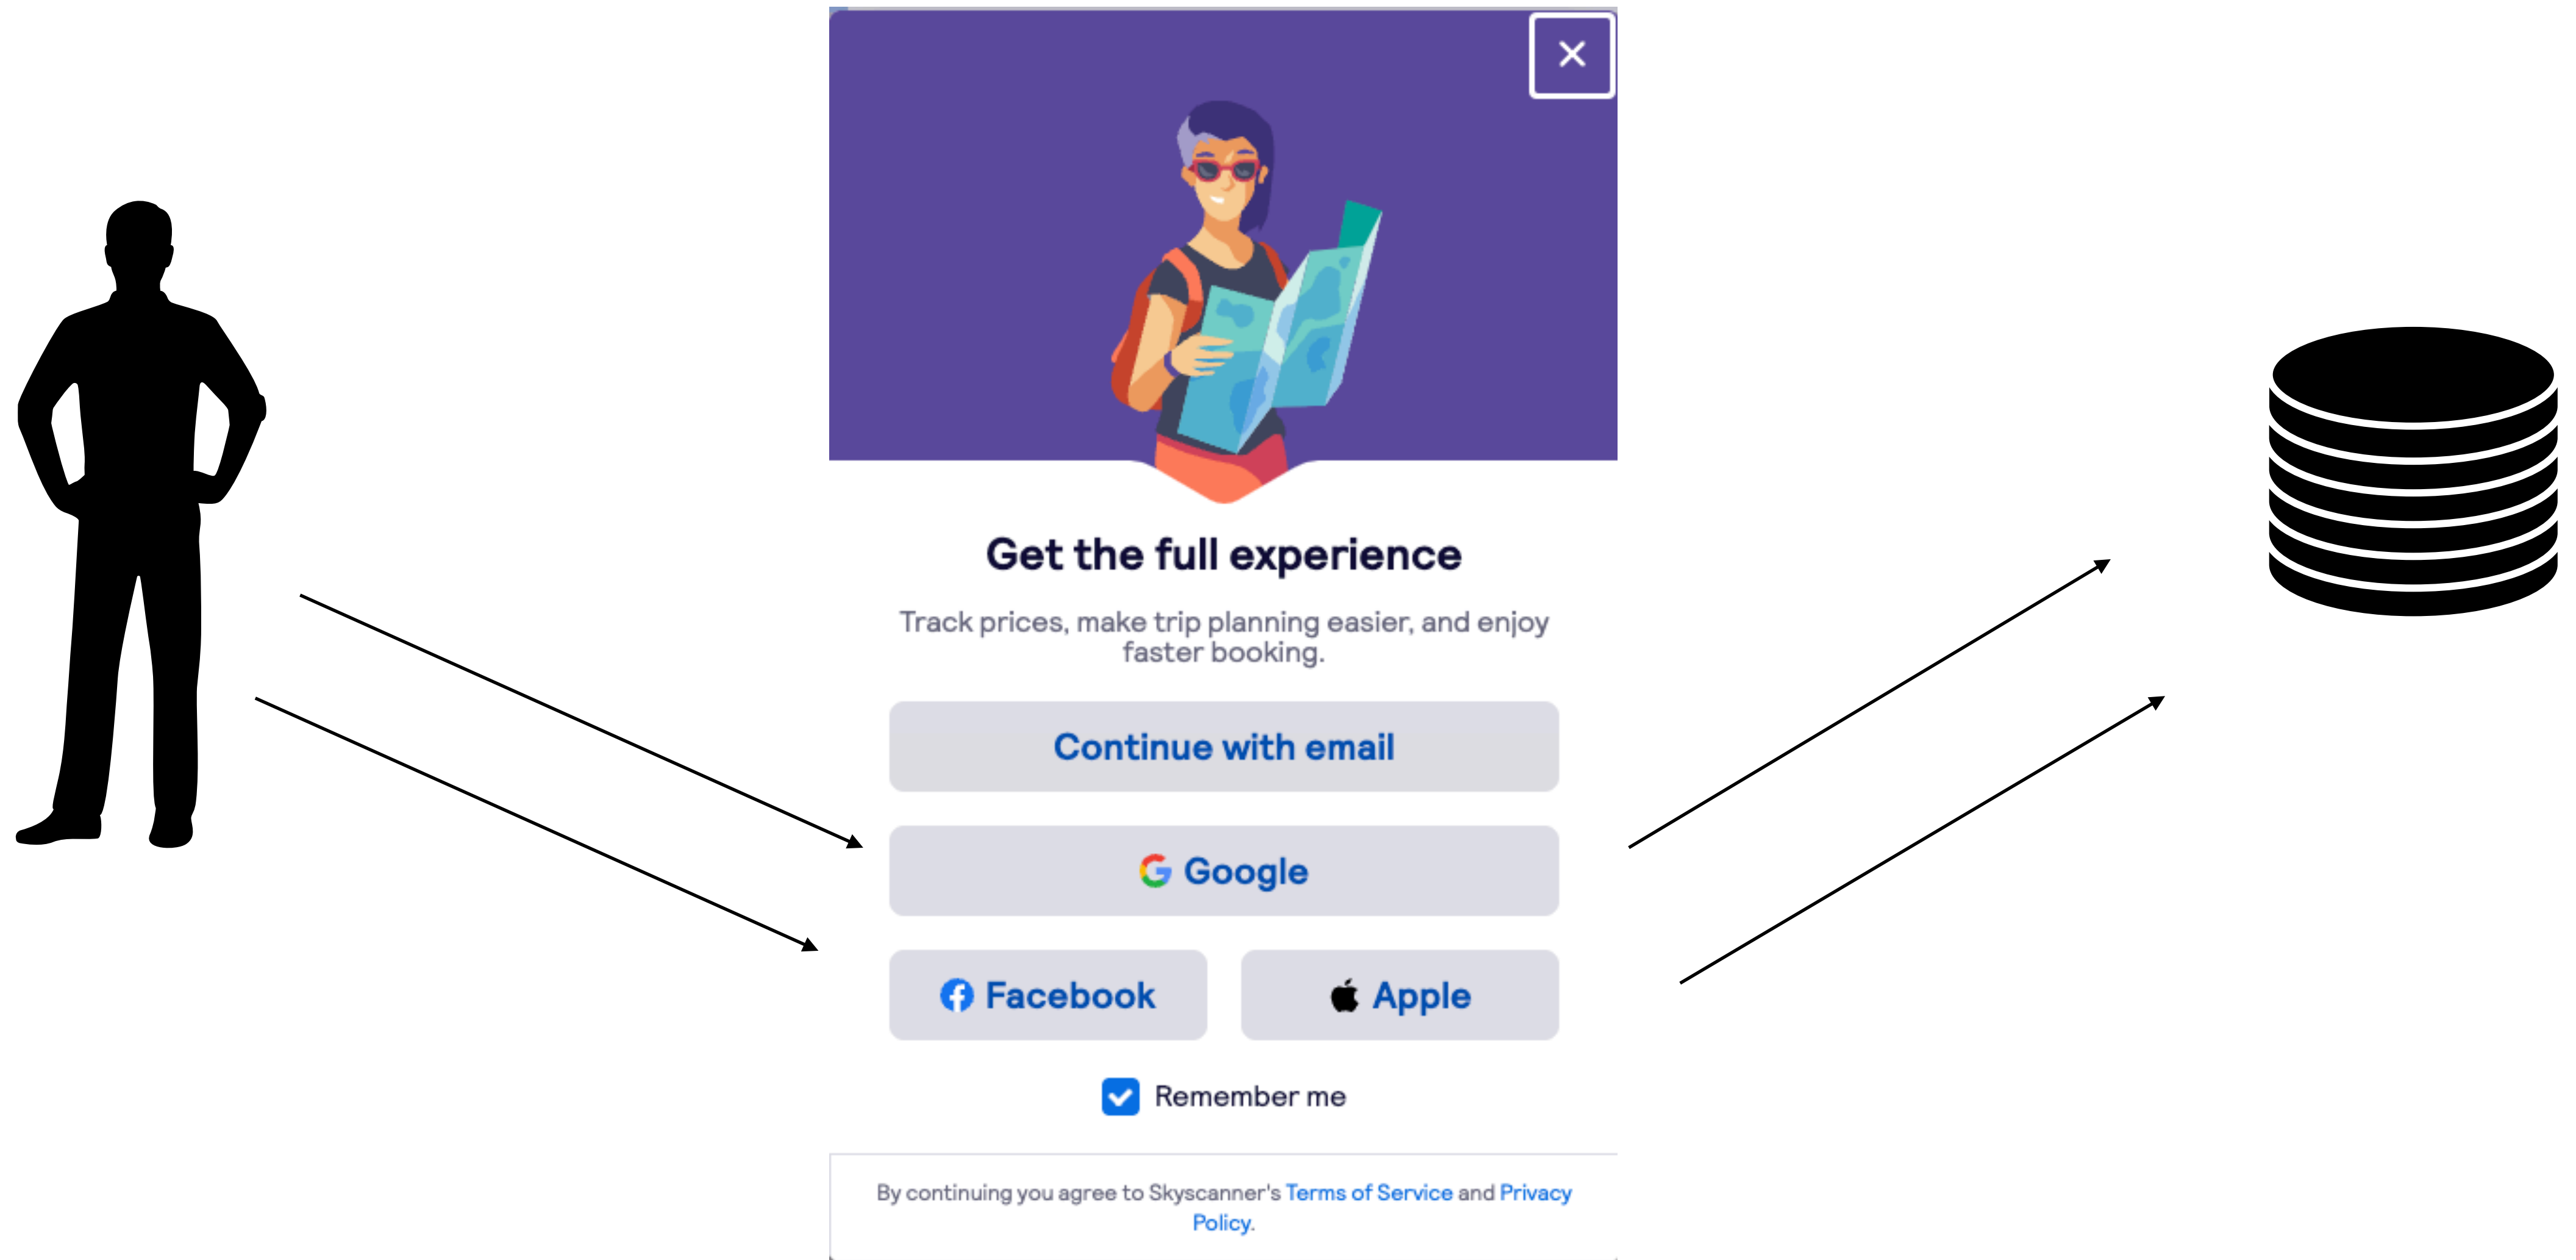 Get the full experience
Track prices, make trip planning easier, and enjoy
faster booking.
Continue with email
Google
Facebook
Apple
Remember me
By continuing you agree to Skyscanner's Terms of Service and Privacy
Policy.